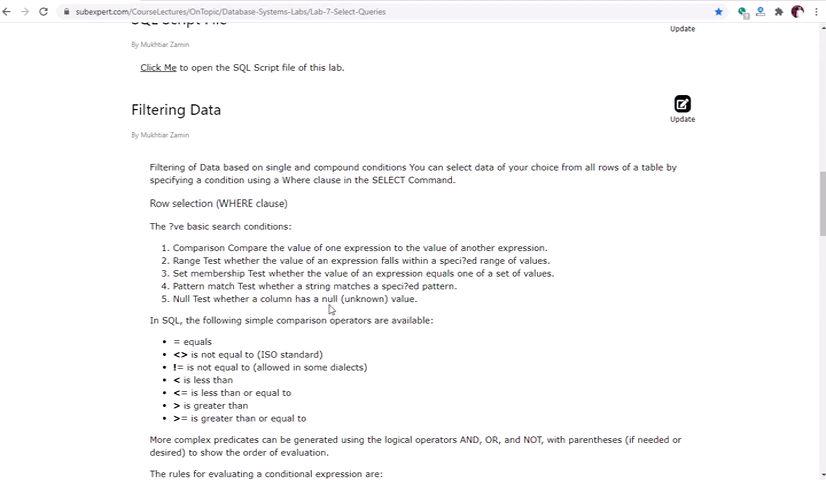 subexpert.com/CourseLectures/OnTopic/Database-Systems-Labs/Lab-7-Select-Queries
SQL Script File
Update
By Mukhtiar Zamin
Click Me to open the SQL Script file of this lab.
Filtering Data
Update
By Mukhtiar Zamin
Filtering of Data based on single and compound conditions You can select data of your choice from all rows of a table by
specifying a condition using a Where clause in the SELECT Command.
Row selection (WHERE clause)
The ?ve basic search conditions:
1. Comparison Compare the value of one expression to the value of another expression.
2. Range Test whether the value of an expression falls within a speci?ed range of values.
3. Set membership Test whether the value of an expression equals one of a set of values.
4. Pattern match Test whether a string matches a speci?ed pattern.
5. Null Test whether a column has a null (unknown) value.
In SQL, the following simple comparison operators are available:
• = equals
• <> is not equal to (ISO standard)
• != is not equal to (allowed in some dialects)
• < is less than
• <= is less than or equal to
• > is greater than
• >= is greater than or equal to
More complex predicates can be generated using the logical operators AND, OR, and NOT, with parentheses (if needed or
desired) to show the order of evaluation.
The rules for evaluating a conditional expression are: